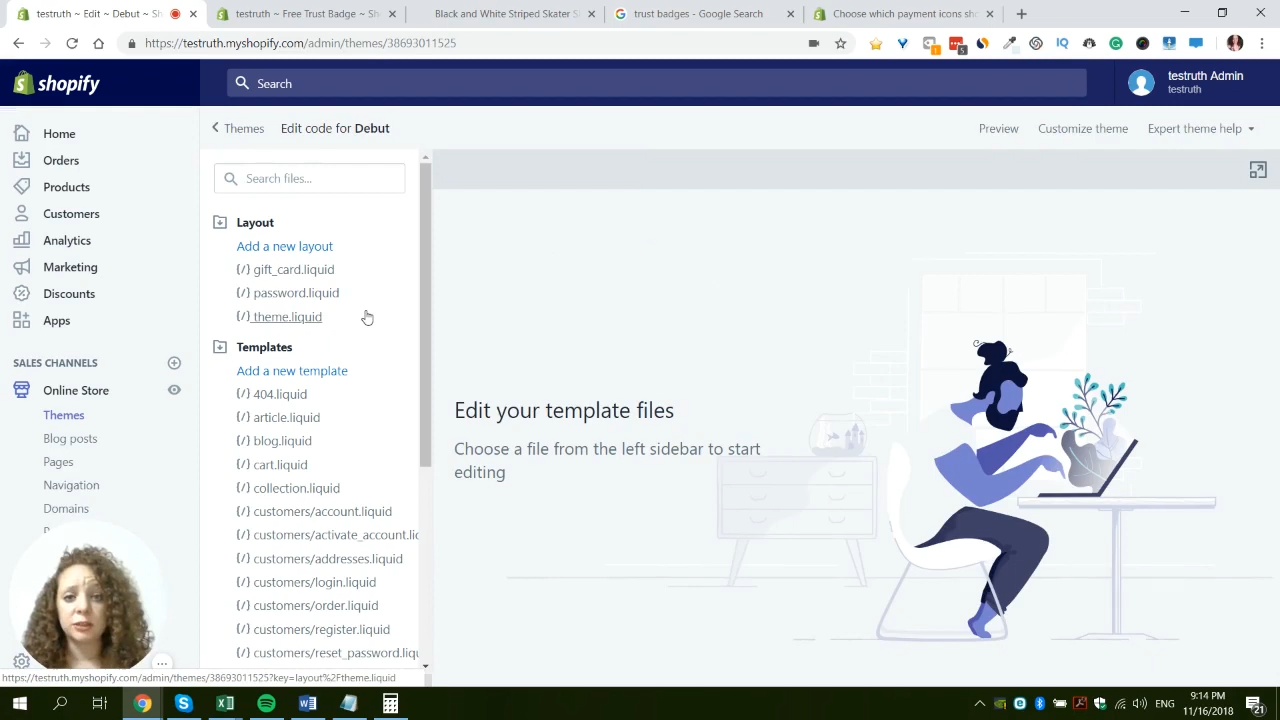 testruth ~ Edit ~ Debut ~ Sh
testruth ~ Free Trust Badge ~ Sh
Black and White Striped Skater S
trust badges - Google Search
Choose which payment icons sho
https://testruth.myshopify.com/admin/themes/38693011525
shopify
Search
testruth Admin
testruth
Home
Orders
Products
Customers
Analytics
Marketing
Discounts
Apps
SALES CHANNELS
Online Store
Themes
Blog posts
Pages
Navigation
Domains
Themes
Edit code for Debut
Preview
Customize theme
Expert theme help
Search files...
Layout
Add a new layout
{/} gift_card.liquid
{/} password.liquid
{/} theme.liquid
Templates
Add a new template
{/} 404.liquid
{/} article.liquid
{/} blog.liquid
{/} cart.liquid
{/} collection.liquid
{/} customers/account.liquid
{/} customers/activate_account.lic
{/} customers/addresses.liquid
{/} customers/login.liquid
{/} customers/order.liquid
{/} customers/register.liquid
{/} customers/reset_password.liqu
Edit your template files
Choose a file from the left sidebar to start
editing
https://testruth.myshopify.com/admin/themes/38693011525?key=layout%2Ftheme.liquid
ENG
9:14 PM
11/16/2018
21